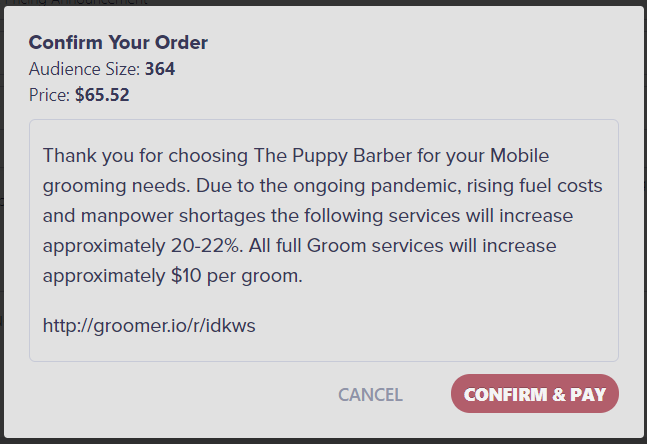 Pricing Announcement
Confirm Your Order
Audience Size: 364
Price: $65.52
Thank you for choosing The Puppy Barber for your Mobile
grooming needs. Due to the ongoing pandemic, rising fuel costs
and manpower shortages the following services will increase
approximately 20-22%. All full Groom services will increase
approximately $10 per groom.
http://groomer.io/r/idkws
CANCEL
CONFIRM & PAY